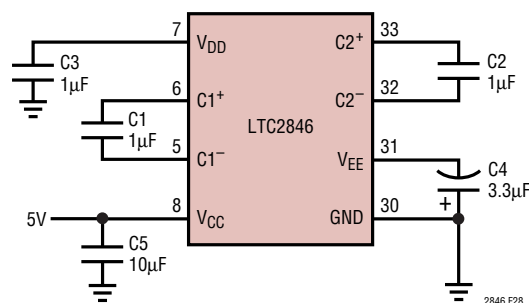 7
33
V_DD
C2+
C3
1µF
C2
1µF
6
32
C1+
C2−
C1
1µF
LTC2846
5
31
C1−
V_EE
C4
3.3µF
+
8
30
5V
V_CC
GND
C5
10µF
2846 F28